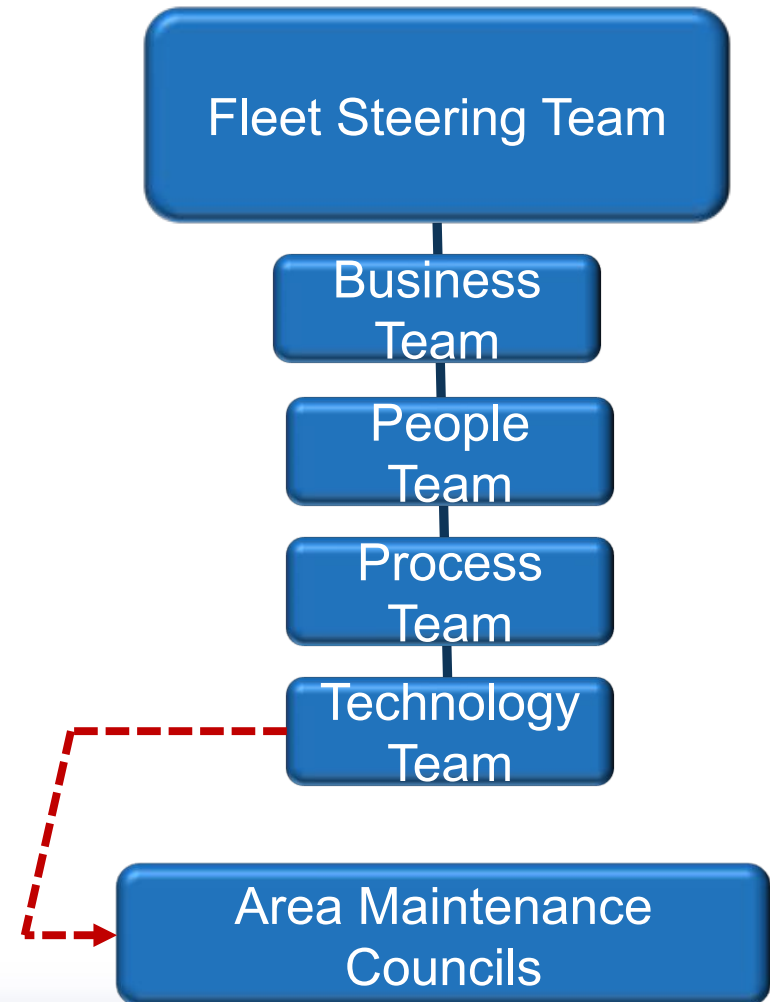 Fleet Steering Team
Business
Team
People
Team
Process
Team
Technology
Team
Area Maintenance
Councils